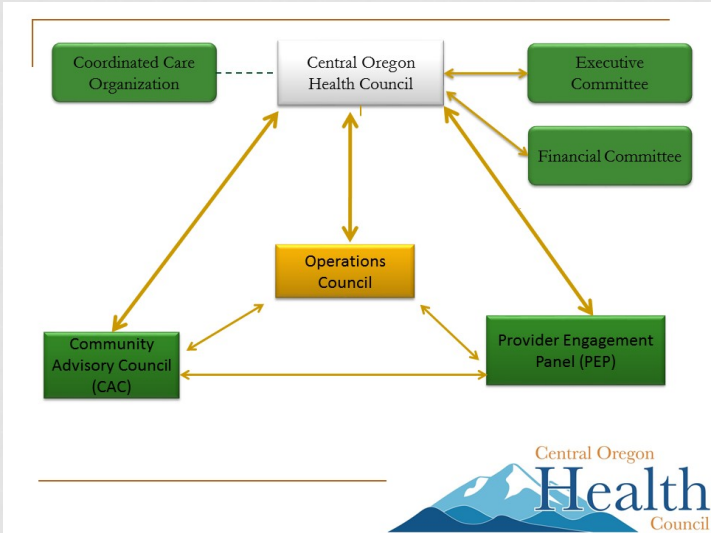 Coordinated Care
Organization
Central Oregon
Health Council
Executive
Committee
Financial Committee
Operations
Council
Community
Advisory Council
(CAC)
Provider Engagement
Panel (PEP)
Central Oregon
Health
Council